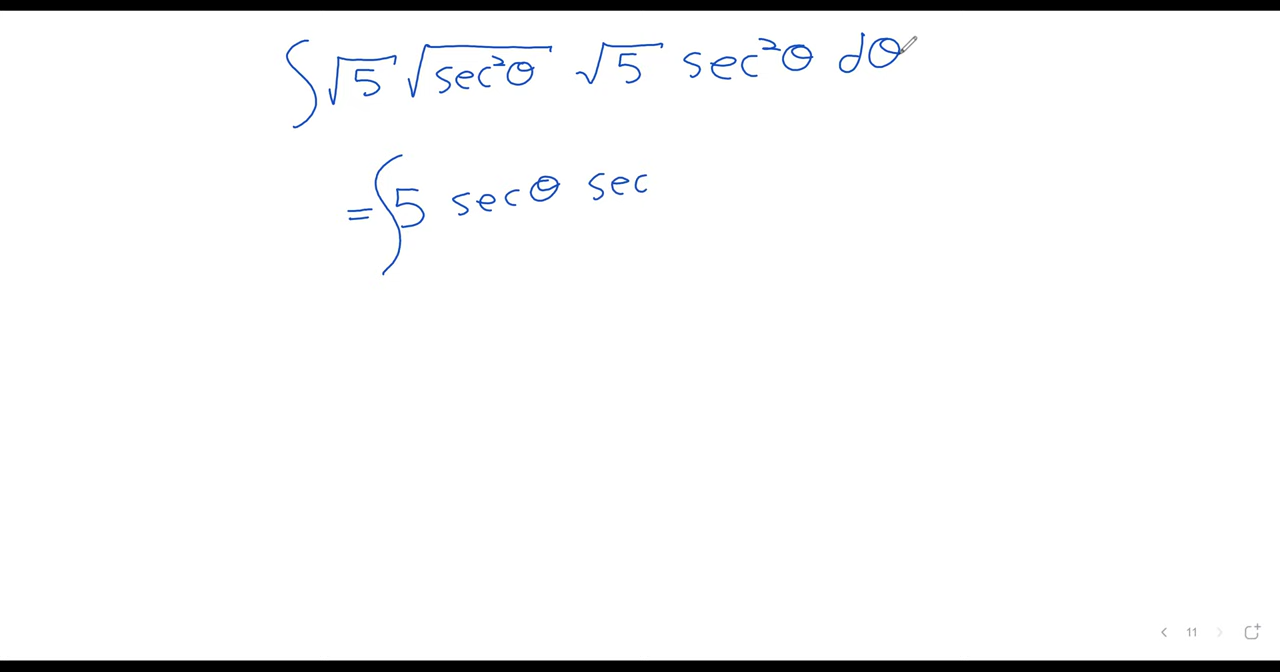 ∫ √5 √sec²θ √5 sec²θ dθ
= ∫ 5 secθ sec
11